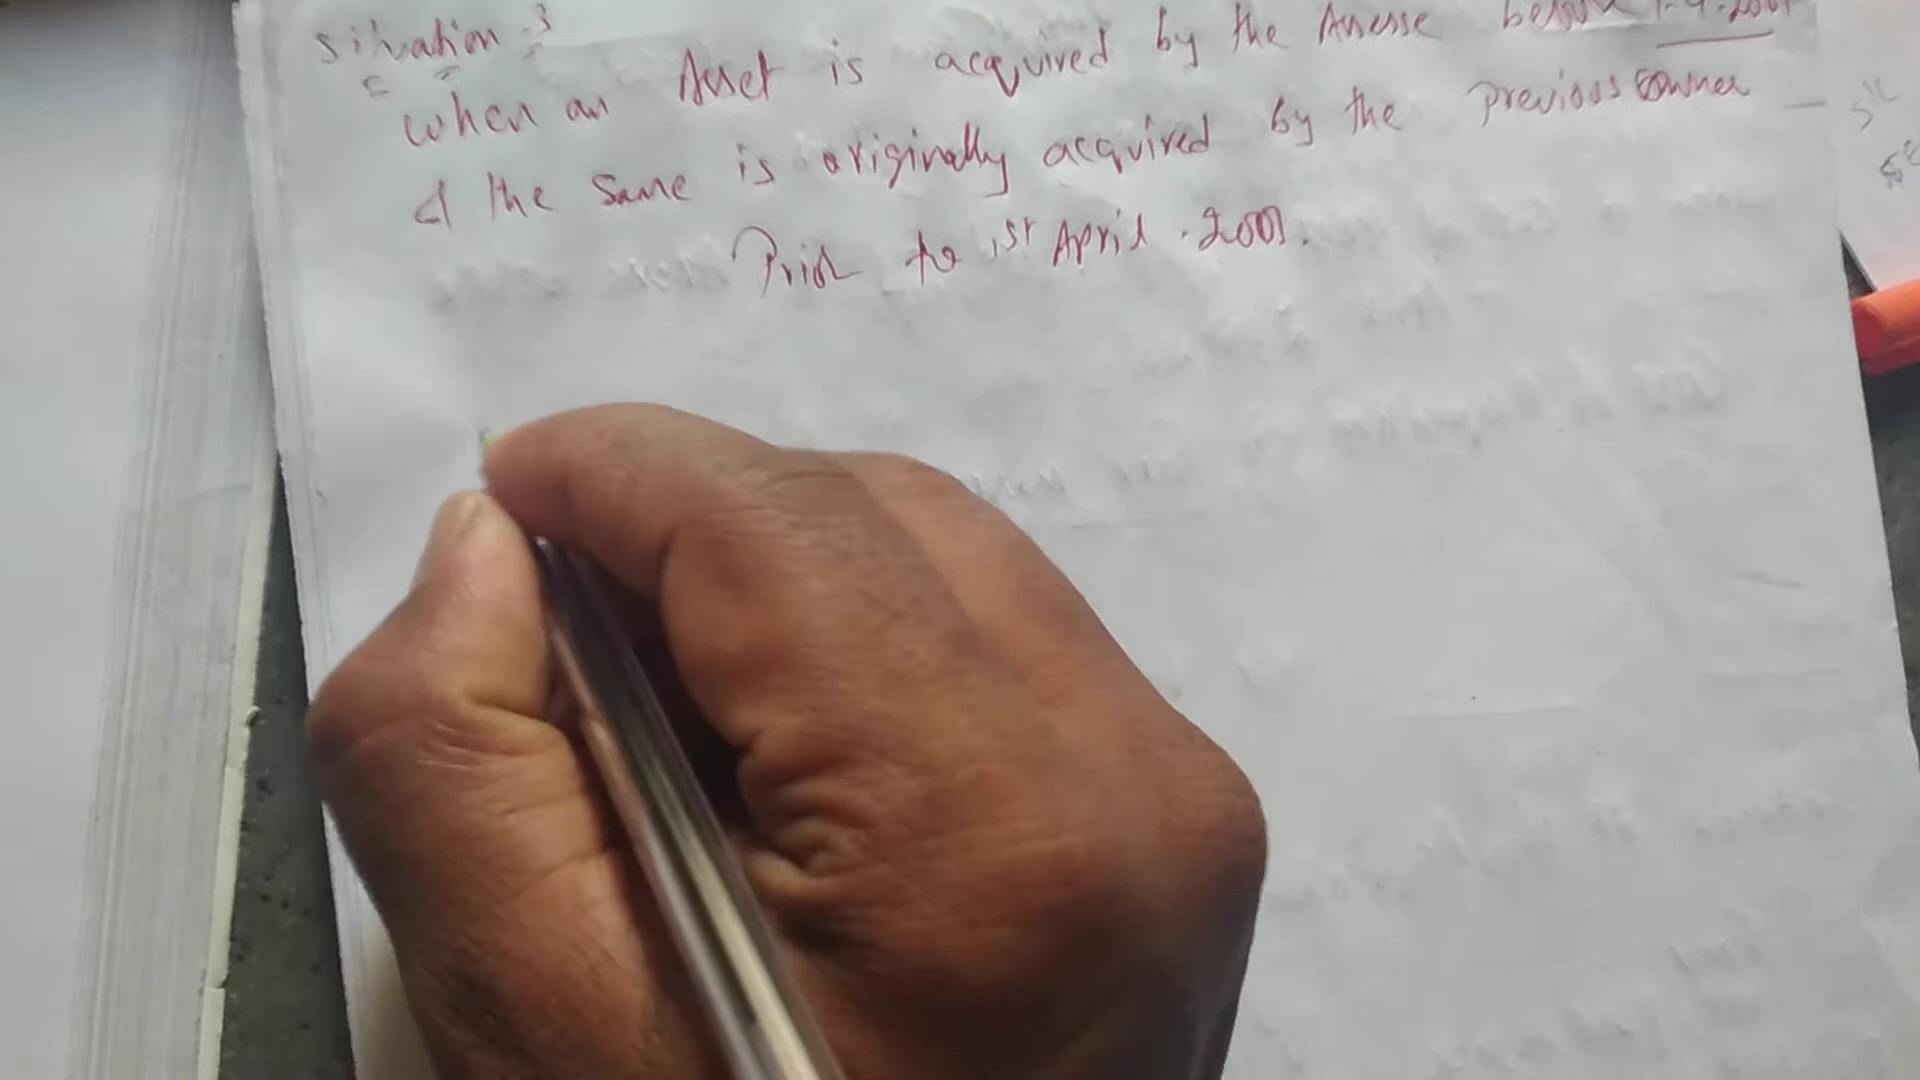 Situation - 3
When an Asset is acquired by the Assesse before 1-4-2001
& the same is originally acquired by the previous owner -
Prior to 1st April . 2001.